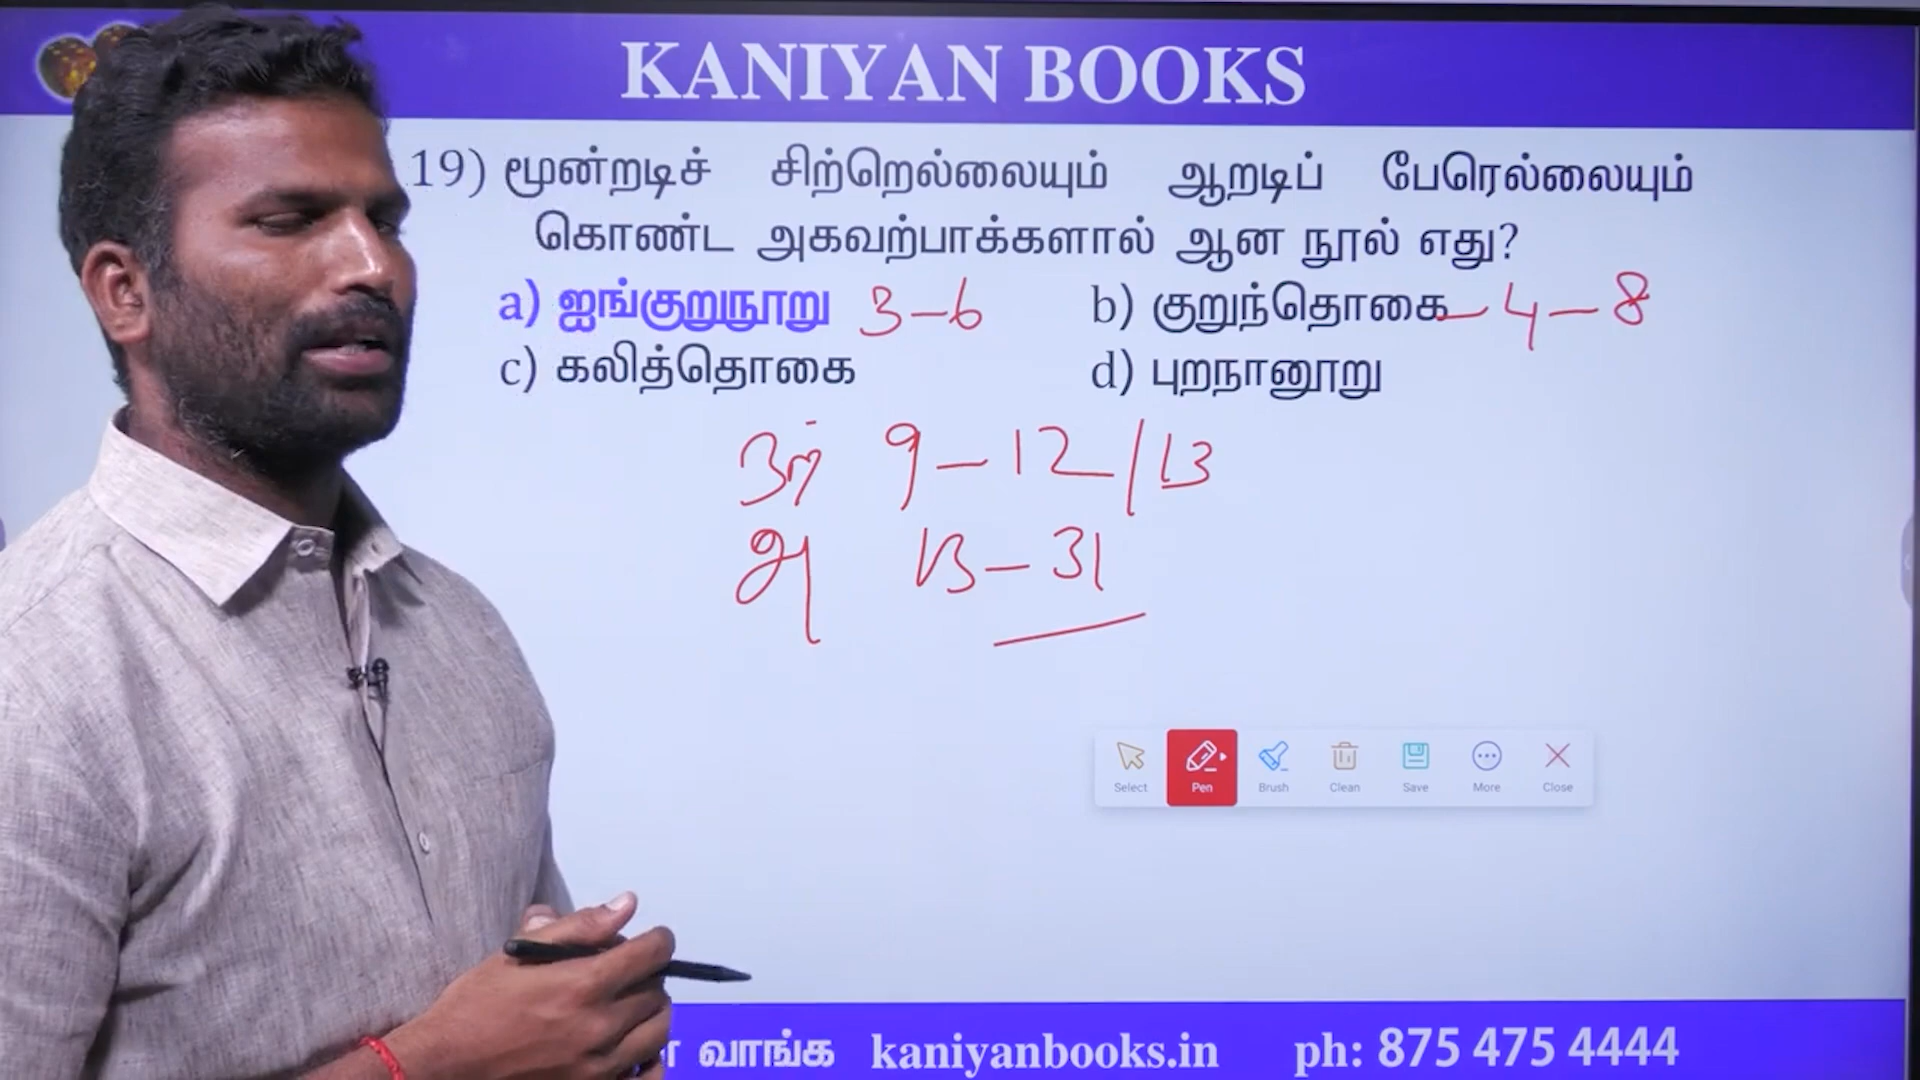 KANIYAN BOOKS
19) மூன்றடிச் சிற்றெல்லையும் ஆறடிப் பேரெல்லையும்
கொண்ட அகவற்பாக்களால் ஆன நூல் எது?
a) ஐங்குறுநூறு 3-6 b) குறுந்தொகை - 4-8
c) கலித்தொகை d) புறநானூறு
நற் 9-12/13
அ 13-31
Select Pen Brush Clean Save More Close
வாங்க kaniyanbooks.in ph: 875 475 4444